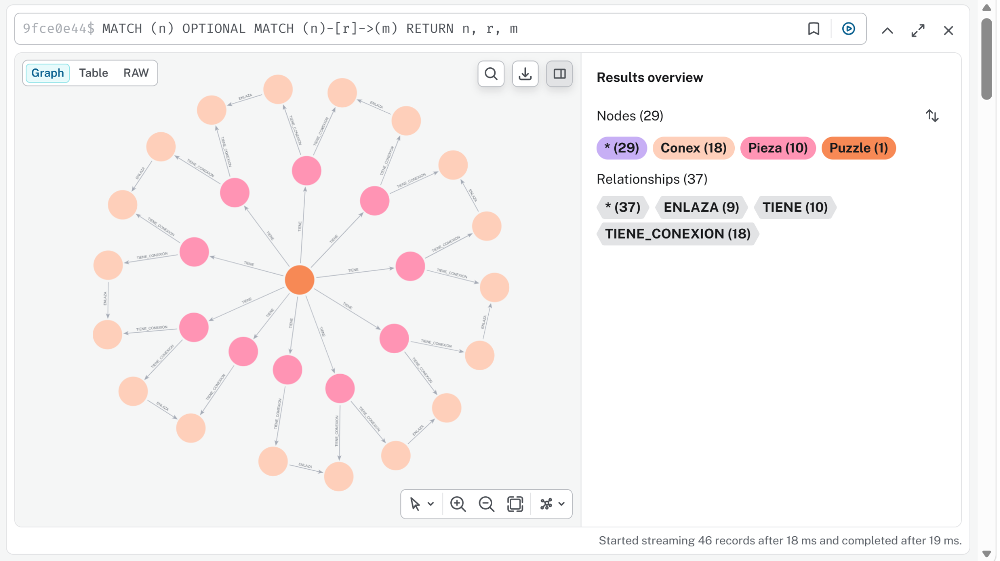 9fce0e44$ MATCH (n) OPTIONAL MATCH (n)-[r]->(m) RETURN n, r, m
Graph Table RAW
Results overview
Nodes (29)
* (29) Conex (18) Pieza (10) Puzzle (1)
Relationships (37)
* (37) ENLAZA (9) TIENE (10)
TIENE_CONEXION (18)
ENLAZA
ENLAZA
TIENE_CONEXION
TIENE_CONEXION
TIENE_CONEXION
TIENE_CONEXION
TIENE_CONEXION
ENLAZA
TIENE_CONEXION
TIENE_CONEXION
ENLAZA
TIENE_CONEXION
TIENE
TIENE
TIENE
TIENE_CONEXION
TIENE_CONEXION
TIENE
TIENE
TIENE_CONEXION
ENLAZA
TIENE
TIENE
TIENE
TIENE
TIENE
ENLAZA
TIENE_CONEXION
TIENE_CONEXION
TIENE_CONEXION
TIENE_CONEXION
TIENE_CONEXION
ENLAZA
TIENE_CONEXION
TIENE_CONEXION
TIENE_CONEXION
ENLAZA
ENLAZA
ENLAZA
Started streaming 46 records after 18 ms and completed after 19 ms.